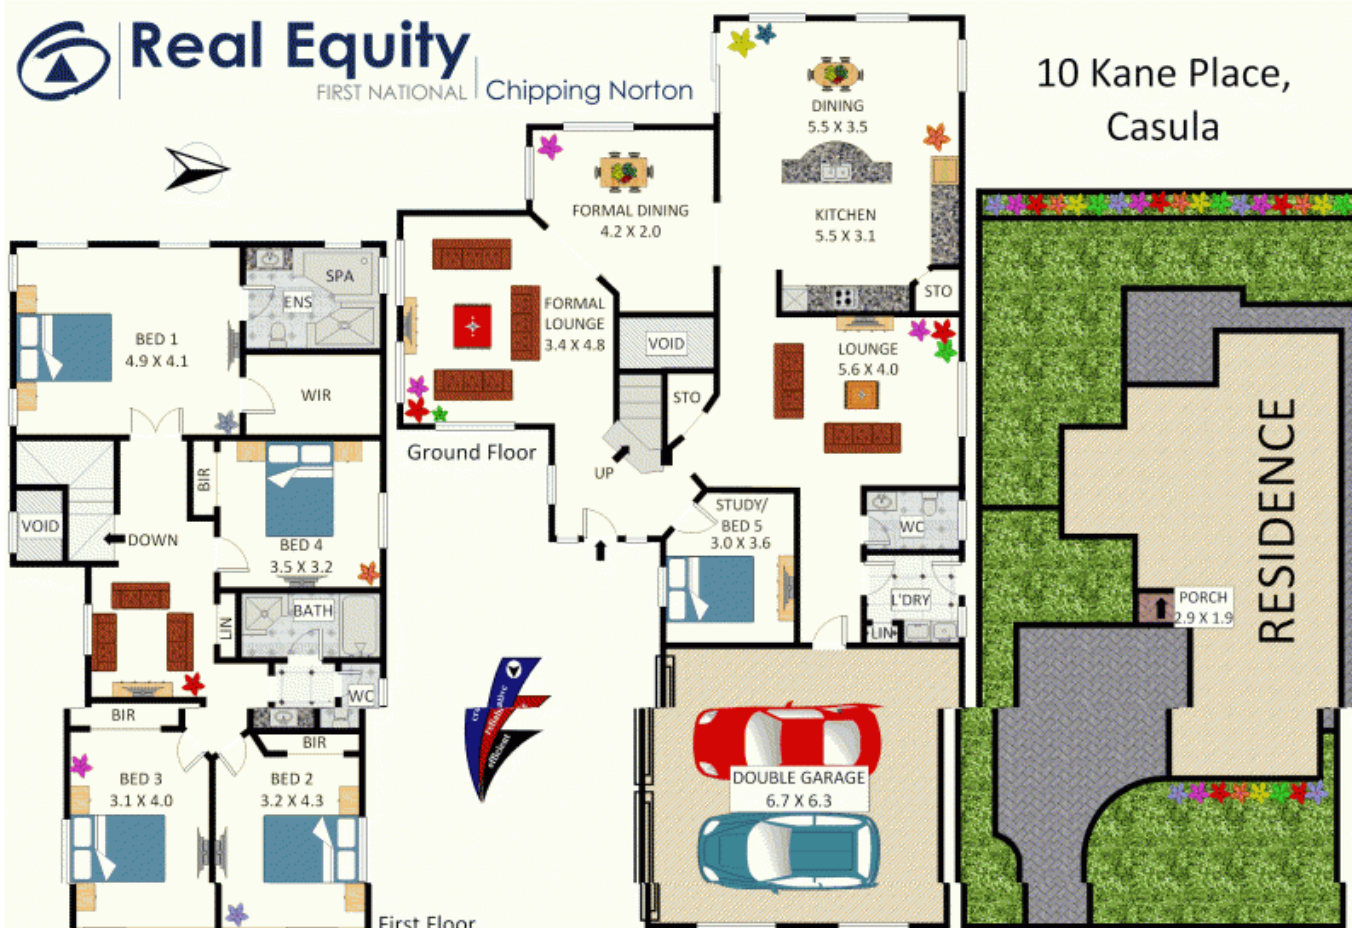 Real Equity
FIRST NATIONAL
Chipping Norton
10 Kane Place,
Casula
DINING
5.5 X 3.5
FORMAL DINING
4.2 X 2.0
KITCHEN
5.5 X 3.1
STO
SPA
ENS
BED 1
4.9 X 4.1
WIR
FORMAL
LOUNGE
3.4 X 4.8
VOID
LOUNGE
5.6 X 4.0
STO
Ground Floor
UP
BIR
VOID
DOWN
BED 4
3.5 X 3.2
STUDY/
BED 5
3.0 X 3.6
WC
L'DRY
LIN
BATH
LIN
WC
BIR
BIR
BED 3
3.1 X 4.0
BED 2
3.2 X 4.3
First Floor
efficient
DOUBLE GARAGE
6.7 X 6.3
RESIDENCE
PORCH
2.9 X 1.9